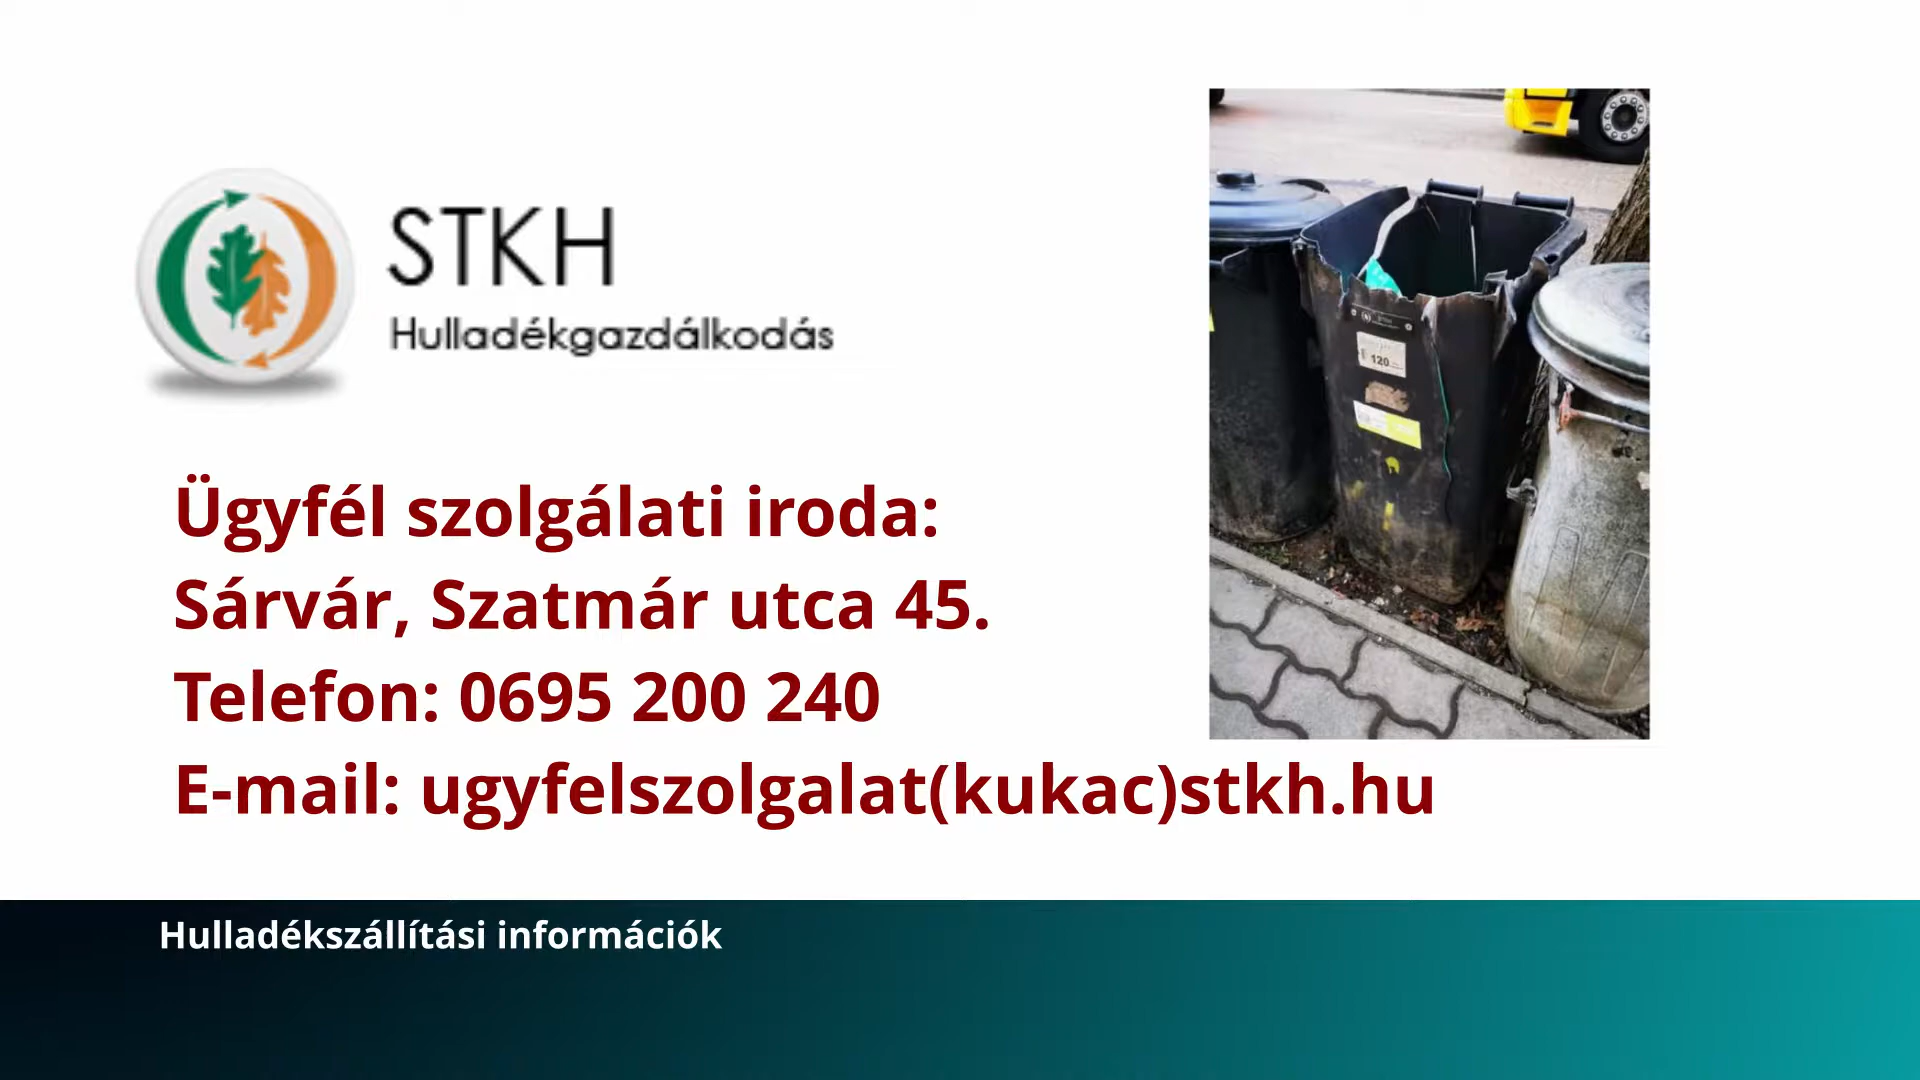 STKH
Hulladékgazdálkodás
120
Ügyfél szolgálati iroda:
Sárvár, Szatmár utca 45.
Telefon: 0695 200 240
E-mail: ugyfelszolgalat(kukac)stkh.hu
Hulladékszállítási információk